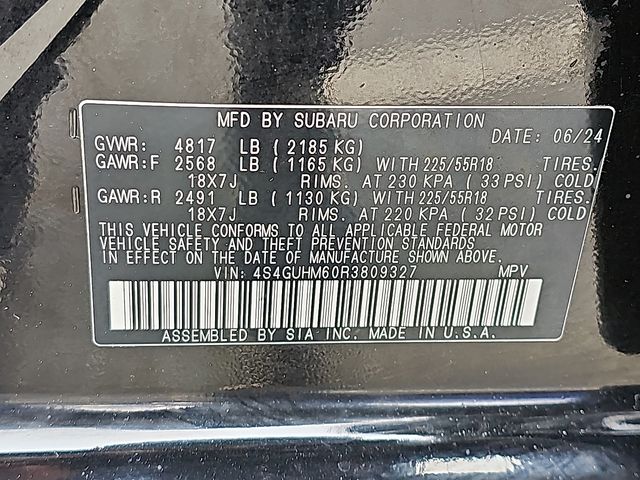 MFD BY SUBARU CORPORATION
DATE: 06/24
GVWR: 4817 LB (2185 KG)
GAWR:F 2568 LB (1165 KG) WITH 225/55R18 TIRES.
18X7J RIMS. AT 230 KPA (33 PSI) COLD
GAWR:R 2491 LB (1130 KG) WITH 225/55R18 TIRES.
18X7J RIMS. AT 220 KPA (32 PSI) COLD
THIS VEHICLE CONFORMS TO ALL APPLICABLE FEDERAL MOTOR
VEHICLE SAFETY AND THEFT PREVENTION STANDARDS
IN EFFECT ON THE DATE OF MANUFACTURE SHOWN ABOVE.
VIN: 4S4GUHM60R3809327 MPV
ASSEMBLED BY SIA INC. MADE IN U.S.A.